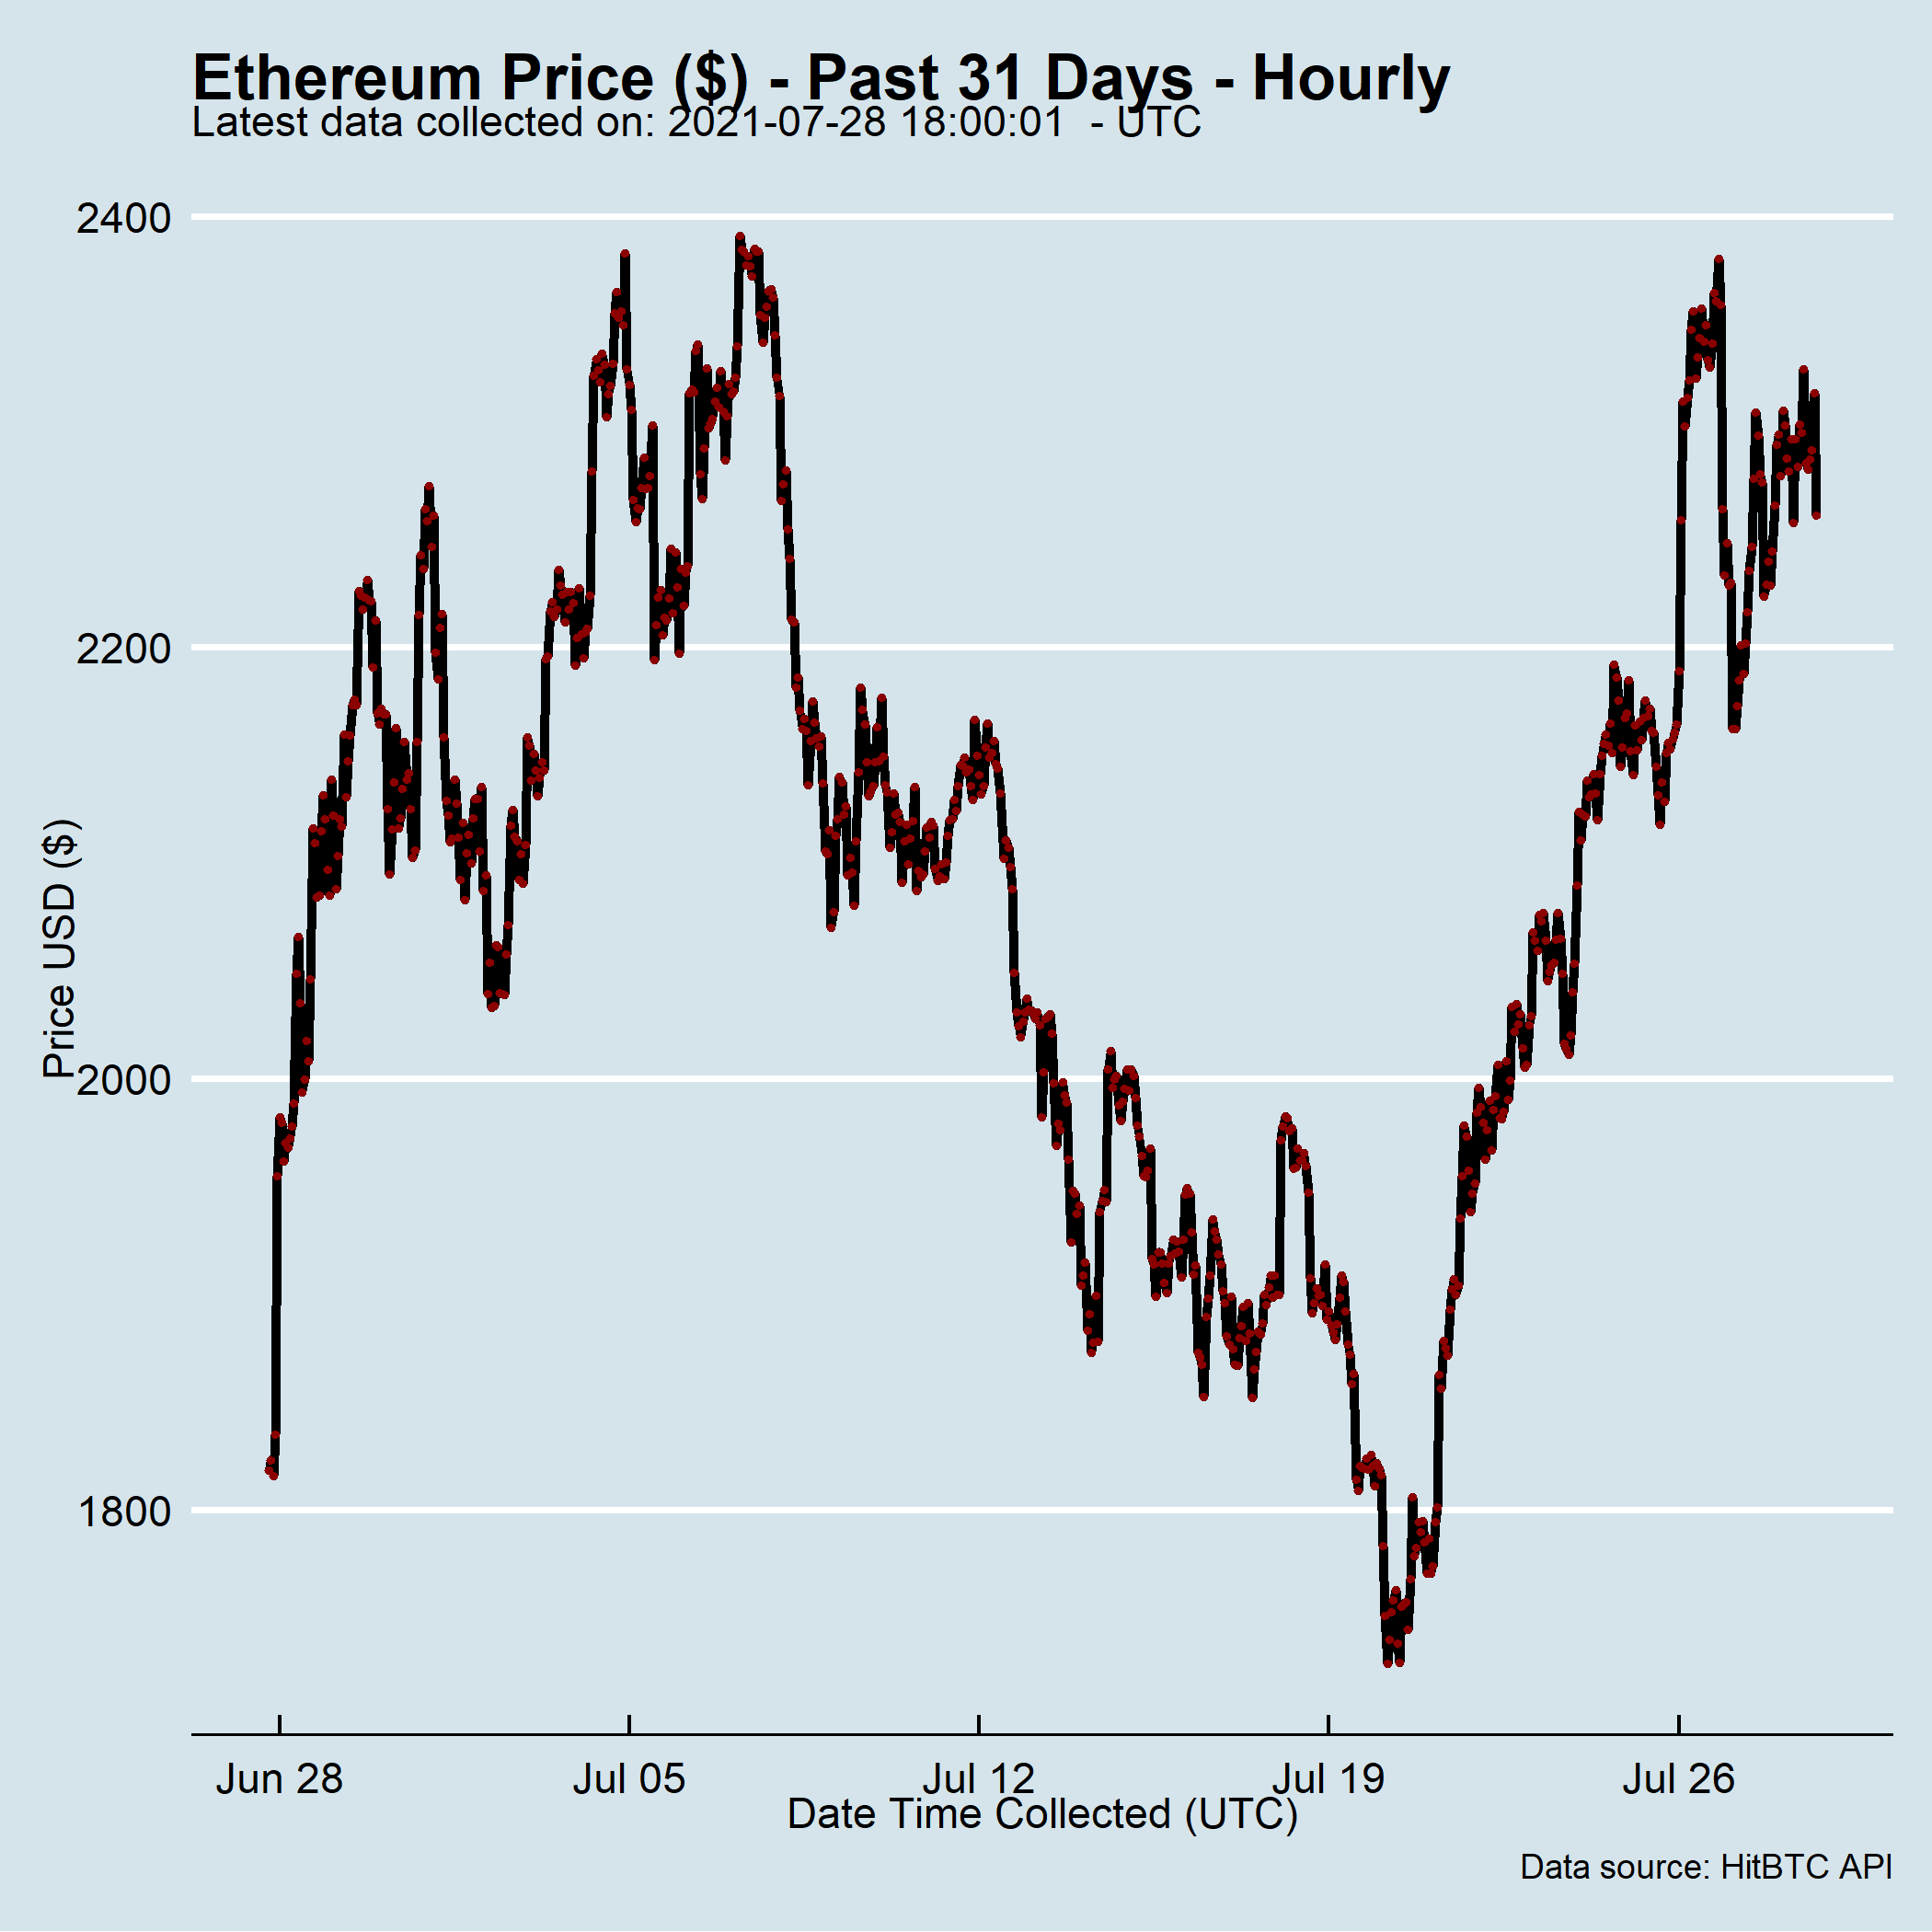 Ethereum Price ($) - Past 31 Days - Hourly
Latest data collected on: 2021-07-28 18:00:01  - UTC
2400
2200
2000
1800
Price USD ($)
Jun 28
Jul 05
Jul 12
Jul 19
Jul 26
Date Time Collected (UTC)
Data source: HitBTC API